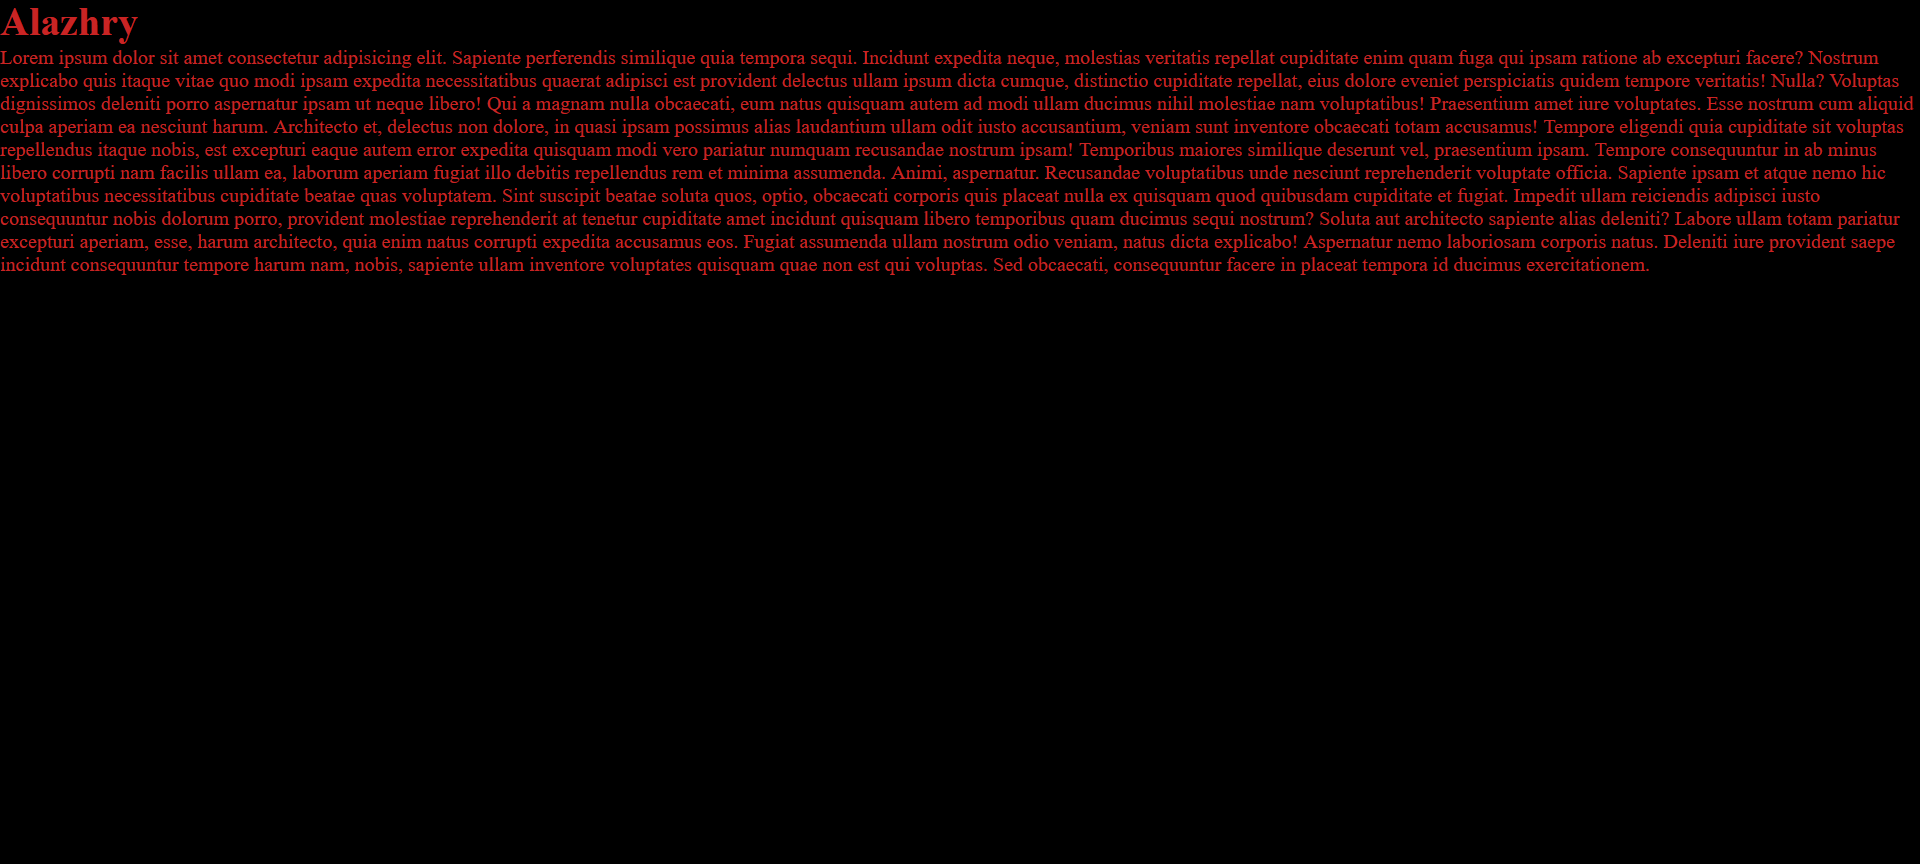 Alazhry
Lorem ipsum dolor sit amet consectetur adipisicing elit. Sapiente perferendis similique quia tempora sequi. Incidunt expedita neque, molestias veritatis repellat cupiditate enim quam fuga qui ipsam ratione ab excepturi facere? Nostrum
explicabo quis itaque vitae quo modi ipsam expedita necessitatibus quaerat adipisci est provident delectus ullam ipsum dicta cumque, distinctio cupiditate repellat, eius dolore eveniet perspiciatis quidem tempore veritatis! Nulla? Voluptas
dignissimos deleniti porro aspernatur ipsam ut neque libero! Qui a magnam nulla obcaecati, eum natus quisquam autem ad modi ullam ducimus nihil molestiae nam voluptatibus! Praesentium amet iure voluptates. Esse nostrum cum aliquid
culpa aperiam ea nesciunt harum. Architecto et, delectus non dolore, in quasi ipsam possimus alias laudantium ullam odit iusto accusantium, veniam sunt inventore obcaecati totam accusamus! Tempore eligendi quia cupiditate sit voluptas
repellendus itaque nobis, est excepturi eaque autem error expedita quisquam modi vero pariatur numquam recusandae nostrum ipsam! Temporibus maiores similique deserunt vel, praesentium ipsam. Tempore consequuntur in ab minus
libero corrupti nam facilis ullam ea, laborum aperiam fugiat illo debitis repellendus rem et minima assumenda. Animi, aspernatur. Recusandae voluptatibus unde nesciunt reprehenderit voluptate officia. Sapiente ipsam et atque nemo hic
voluptatibus necessitatibus cupiditate beatae quas voluptatem. Sint suscipit beatae soluta quos, optio, obcaecati corporis quis placeat nulla ex quisquam quod quibusdam cupiditate et fugiat. Impedit ullam reiciendis adipisci iusto
consequuntur nobis dolorum porro, provident molestiae reprehenderit at tenetur cupiditate amet incidunt quisquam libero temporibus quam ducimus sequi nostrum? Soluta aut architecto sapiente alias deleniti? Labore ullam totam pariatur
excepturi aperiam, esse, harum architecto, quia enim natus corrupti expedita accusamus eos. Fugiat assumenda ullam nostrum odio veniam, natus dicta explicabo! Aspernatur nemo laboriosam corporis natus. Deleniti iure provident saepe
incidunt consequuntur tempore harum nam, nobis, sapiente ullam inventore voluptates quisquam quae non est qui voluptas. Sed obcaecati, consequuntur facere in placeat tempora id ducimus exercitationem.